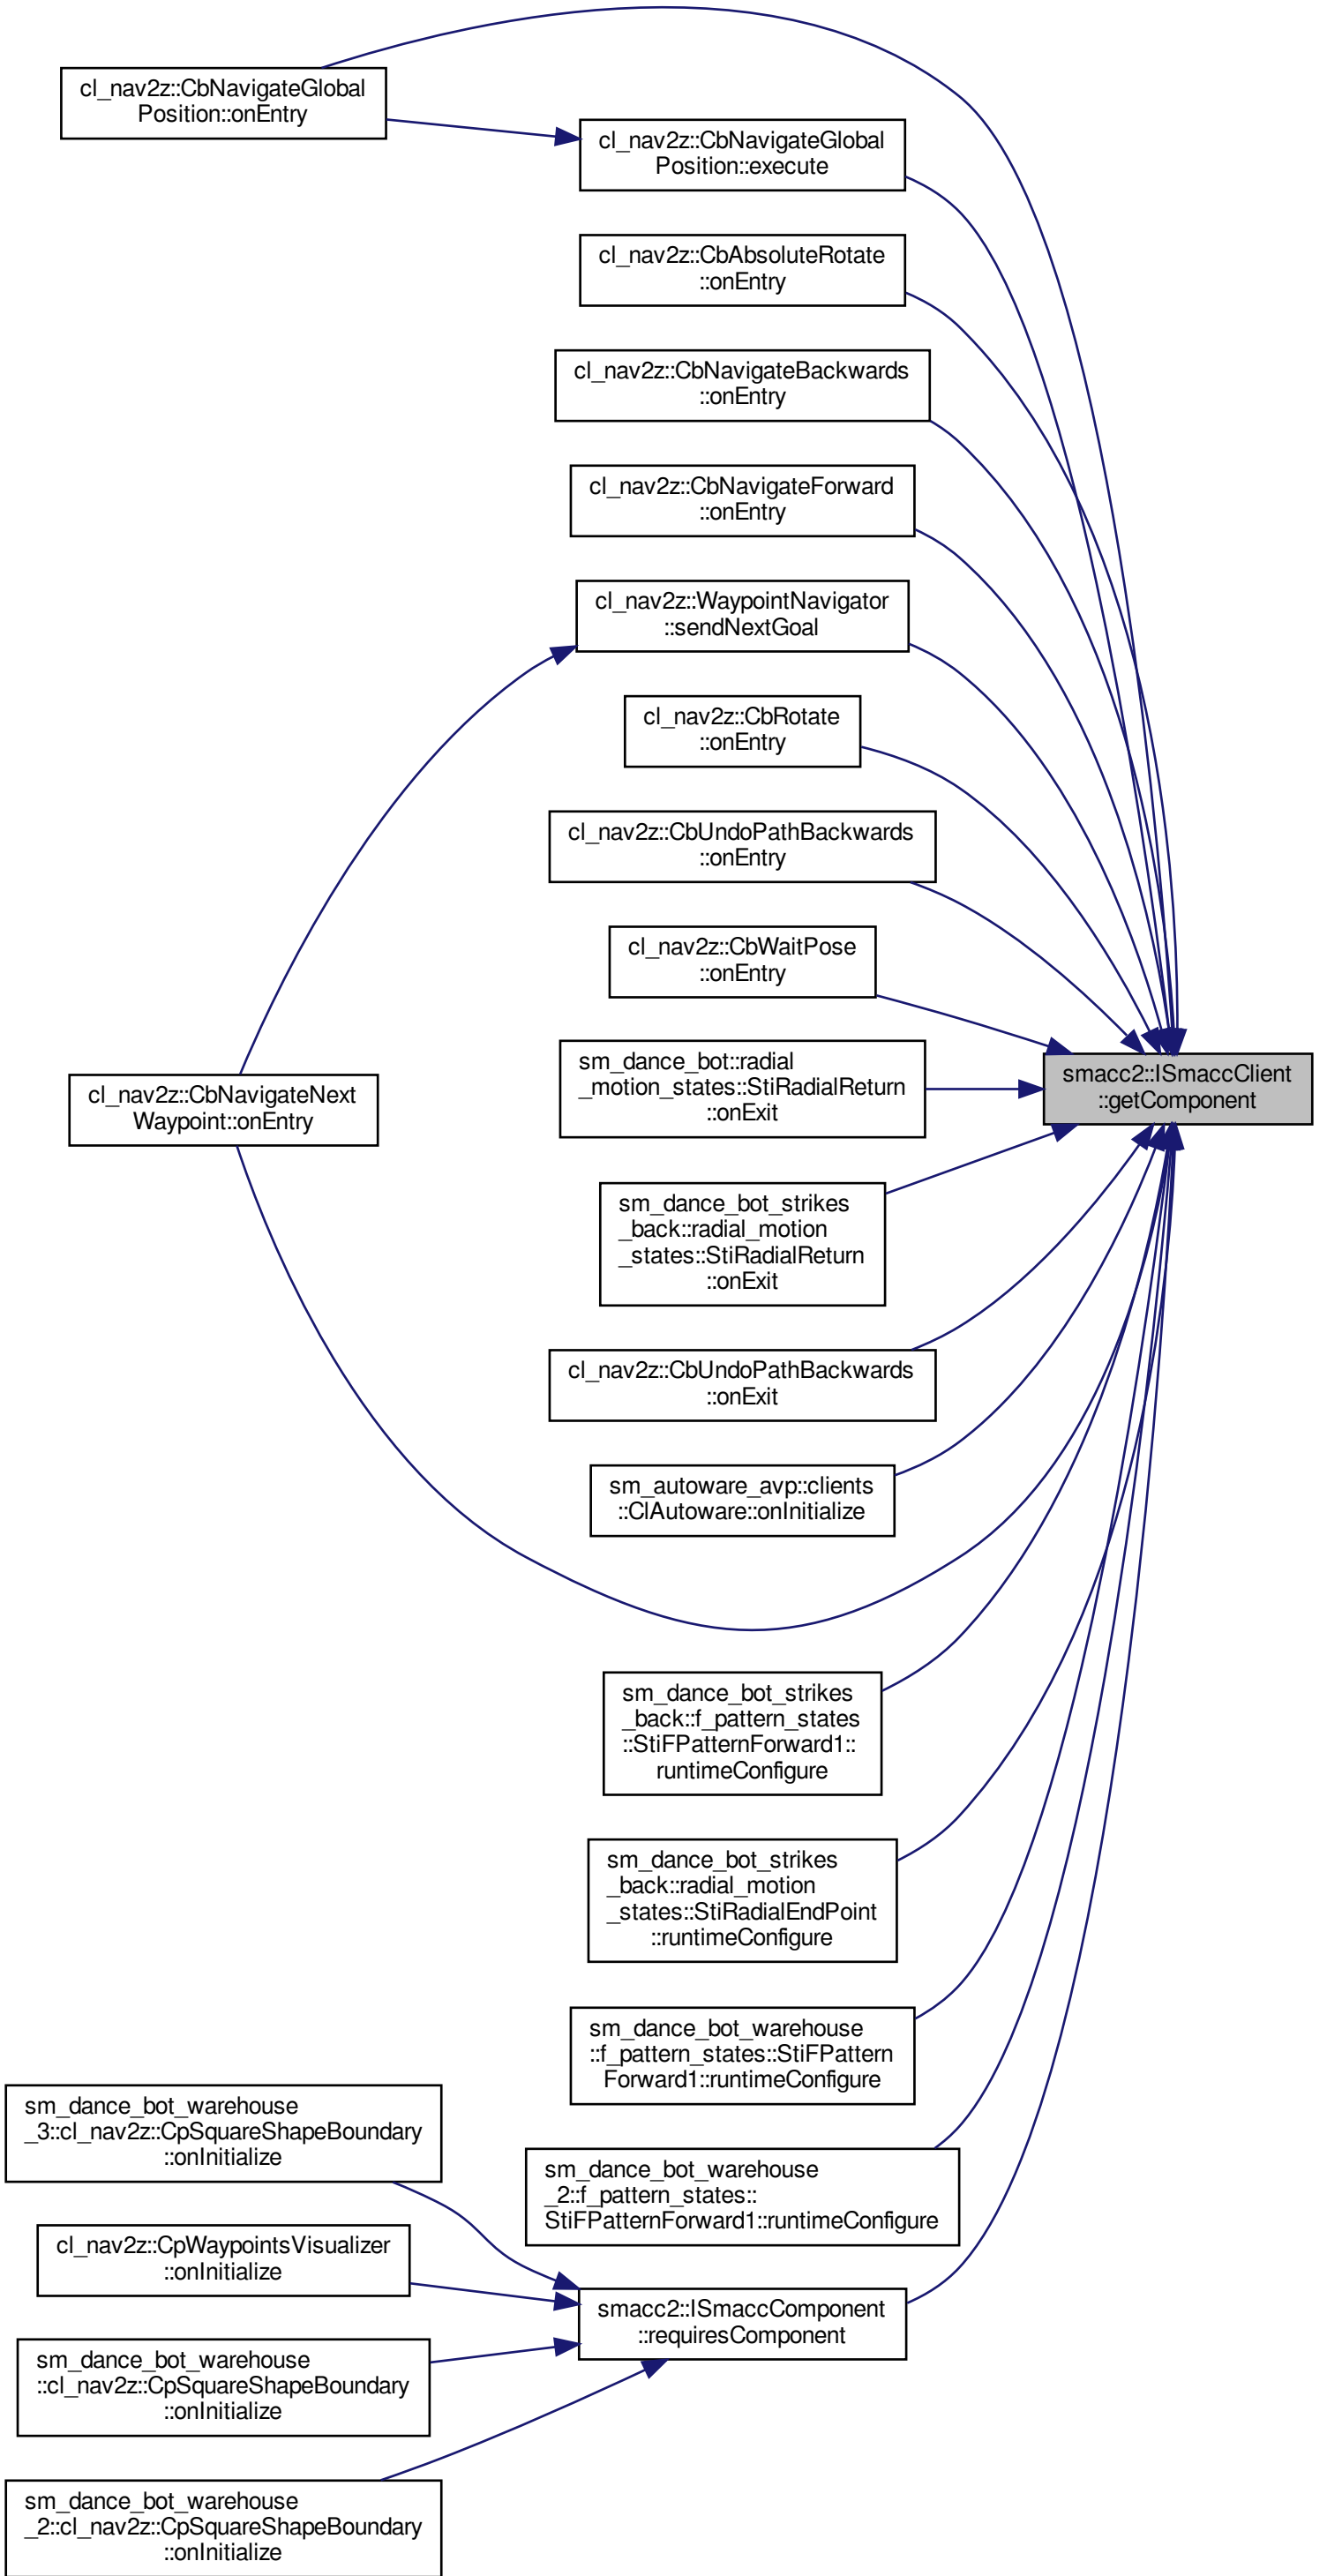 cl_nav2z::CbNavigateGlobal
Position::onEntry
cl_nav2z::CbNavigateGlobal
Position::execute
cl_nav2z::CbAbsoluteRotate
::onEntry
cl_nav2z::CbNavigateBackwards
::onEntry
cl_nav2z::CbNavigateForward
::onEntry
cl_nav2z::WaypointNavigator
::sendNextGoal
cl_nav2z::CbRotate
::onEntry
cl_nav2z::CbUndoPathBackwards
::onEntry
cl_nav2z::CbWaitPose
::onEntry
sm_dance_bot::radial
_motion_states::StiRadialReturn
::onExit
smacc2::ISmaccClient
::getComponent
cl_nav2z::CbNavigateNext
Waypoint::onEntry
sm_dance_bot_strikes
_back::radial_motion
_states::StiRadialReturn
::onExit
cl_nav2z::CbUndoPathBackwards
::onExit
sm_autoware_avp::clients
::ClAutoware::onInitialize
sm_dance_bot_strikes
_back::f_pattern_states
::StiFPatternForward1::
runtimeConfigure
sm_dance_bot_strikes
_back::radial_motion
_states::StiRadialEndPoint
::runtimeConfigure
sm_dance_bot_warehouse
::f_pattern_states::StiFPattern
Forward1::runtimeConfigure
sm_dance_bot_warehouse
_3::cl_nav2z::CpSquareShapeBoundary
::onInitialize
sm_dance_bot_warehouse
_2::f_pattern_states::
StiFPatternForward1::runtimeConfigure
cl_nav2z::CpWaypointsVisualizer
::onInitialize
smacc2::ISmaccComponent
::requiresComponent
sm_dance_bot_warehouse
::cl_nav2z::CpSquareShapeBoundary
::onInitialize
sm_dance_bot_warehouse
_2::cl_nav2z::CpSquareShapeBoundary
::onInitialize